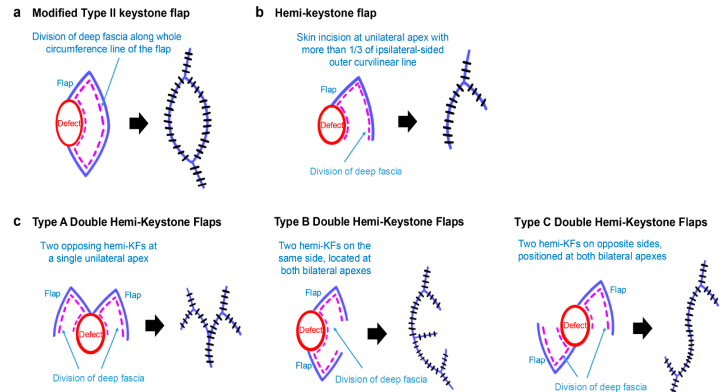 a Modified Type II keystone flap
Division of deep fascia along whole
circumference line of the flap
Flap
Defect
b Hemi-keystone flap
Skin incision at unilateral apex with
more than 1/3 of ipsilateral-sided
outer curvilinear line
Flap
Defect
Division of deep fascia
c Type A Double Hemi-Keystone Flaps
Two opposing hemi-KFs at
a single unilateral apex
Flap
Flap
Defect
Division of deep fascia
Type B Double Hemi-Keystone Flaps
Two hemi-KFs on the
same side, located at
both bilateral apexes
Flap
Defect
Flap
Division of deep fascia
Type C Double Hemi-Keystone Flaps
Two hemi-KFs on opposite sides,
positioned at both bilateral apexes
Flap
Defect
Flap
Division of deep fascia